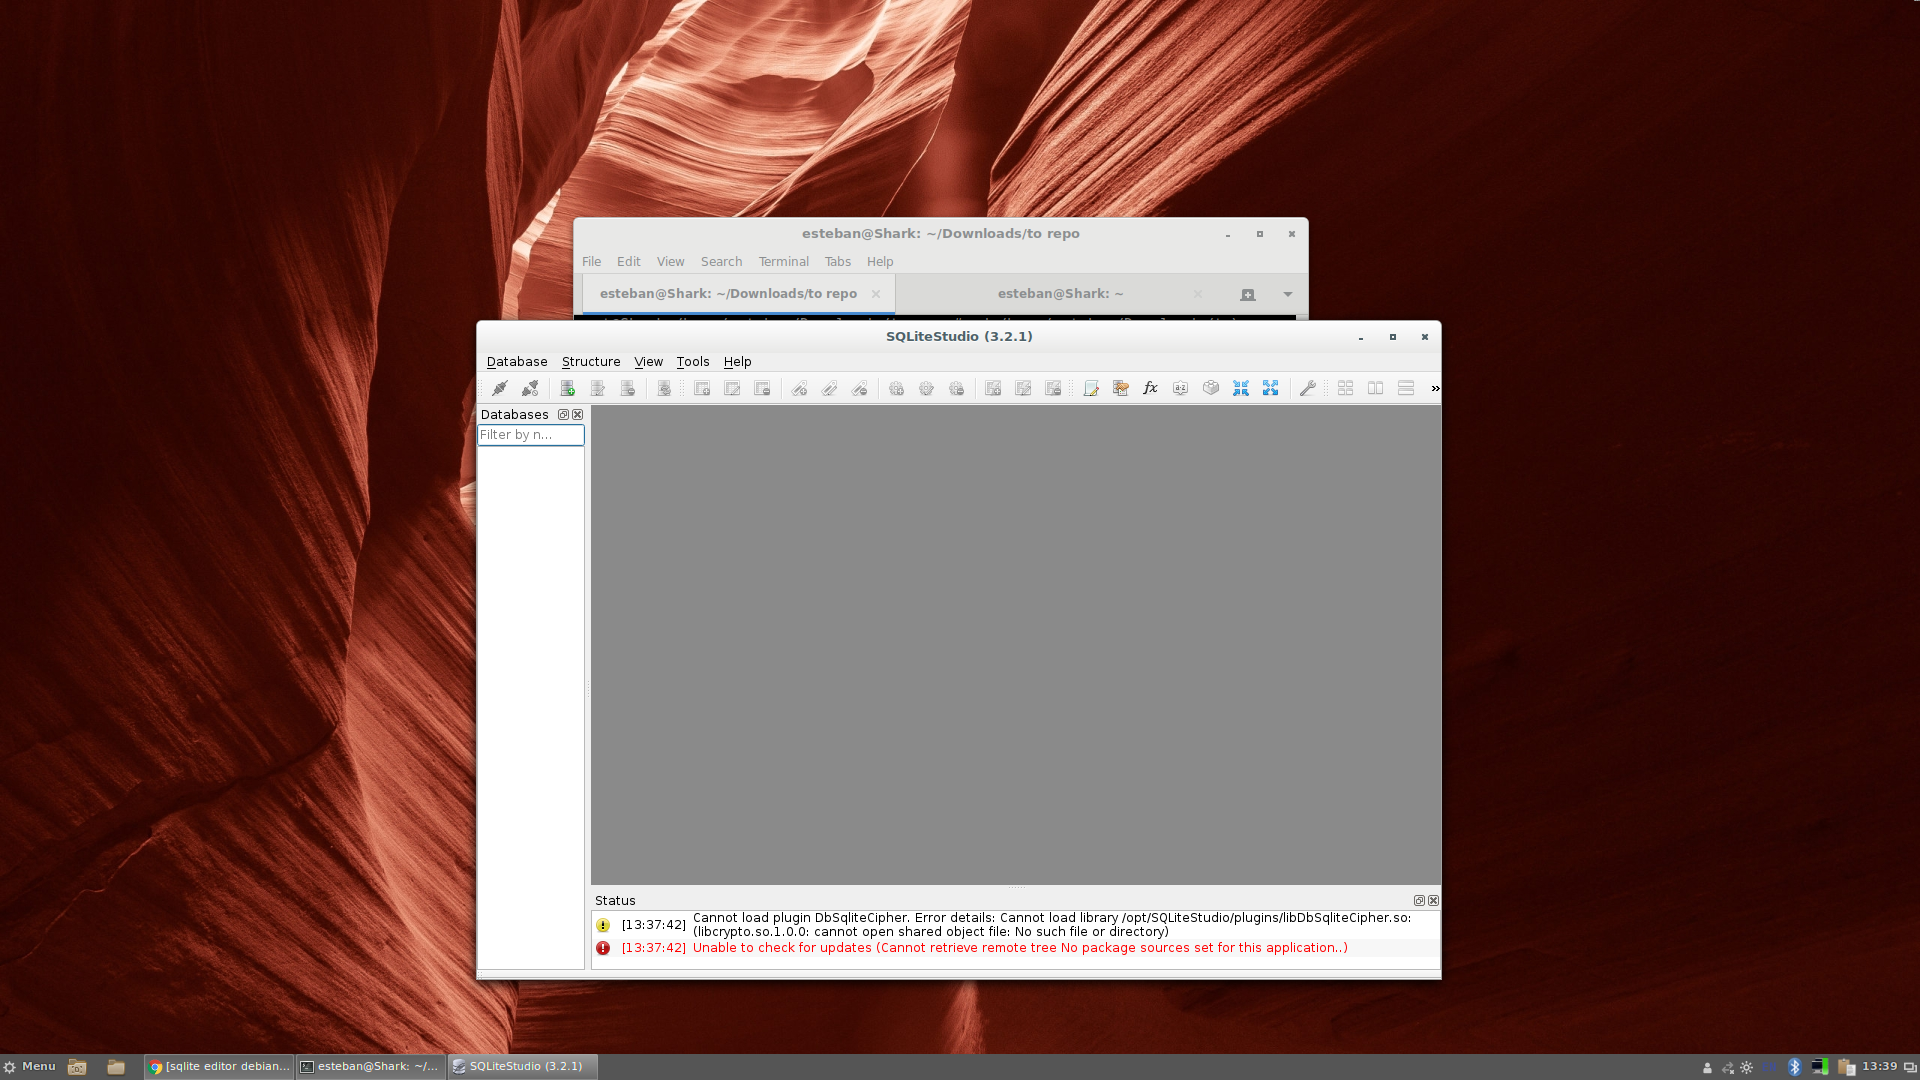 esteban@Shark: ~/Downloads/to repo
File Edit View Search Terminal Tabs Help
esteban@Shark: ~/Downloads/to repo
esteban@Shark: ~
SQLiteStudio (3.2.1)
Database Structure View Tools Help
Databases
Filter by n...
Status
[13:37:42] Cannot load plugin DbSqliteCipher. Error details: Cannot load library /opt/SQLiteStudio/plugins/libDbSqliteCipher.so:
(libcrypto.so.1.0.0: cannot open shared object file: No such file or directory)
[13:37:42] Unable to check for updates (Cannot retrieve remote tree No package sources set for this application..)
Menu
[sqlite editor debian...
esteban@Shark: ~/...
SQLiteStudio (3.2.1)
13:39